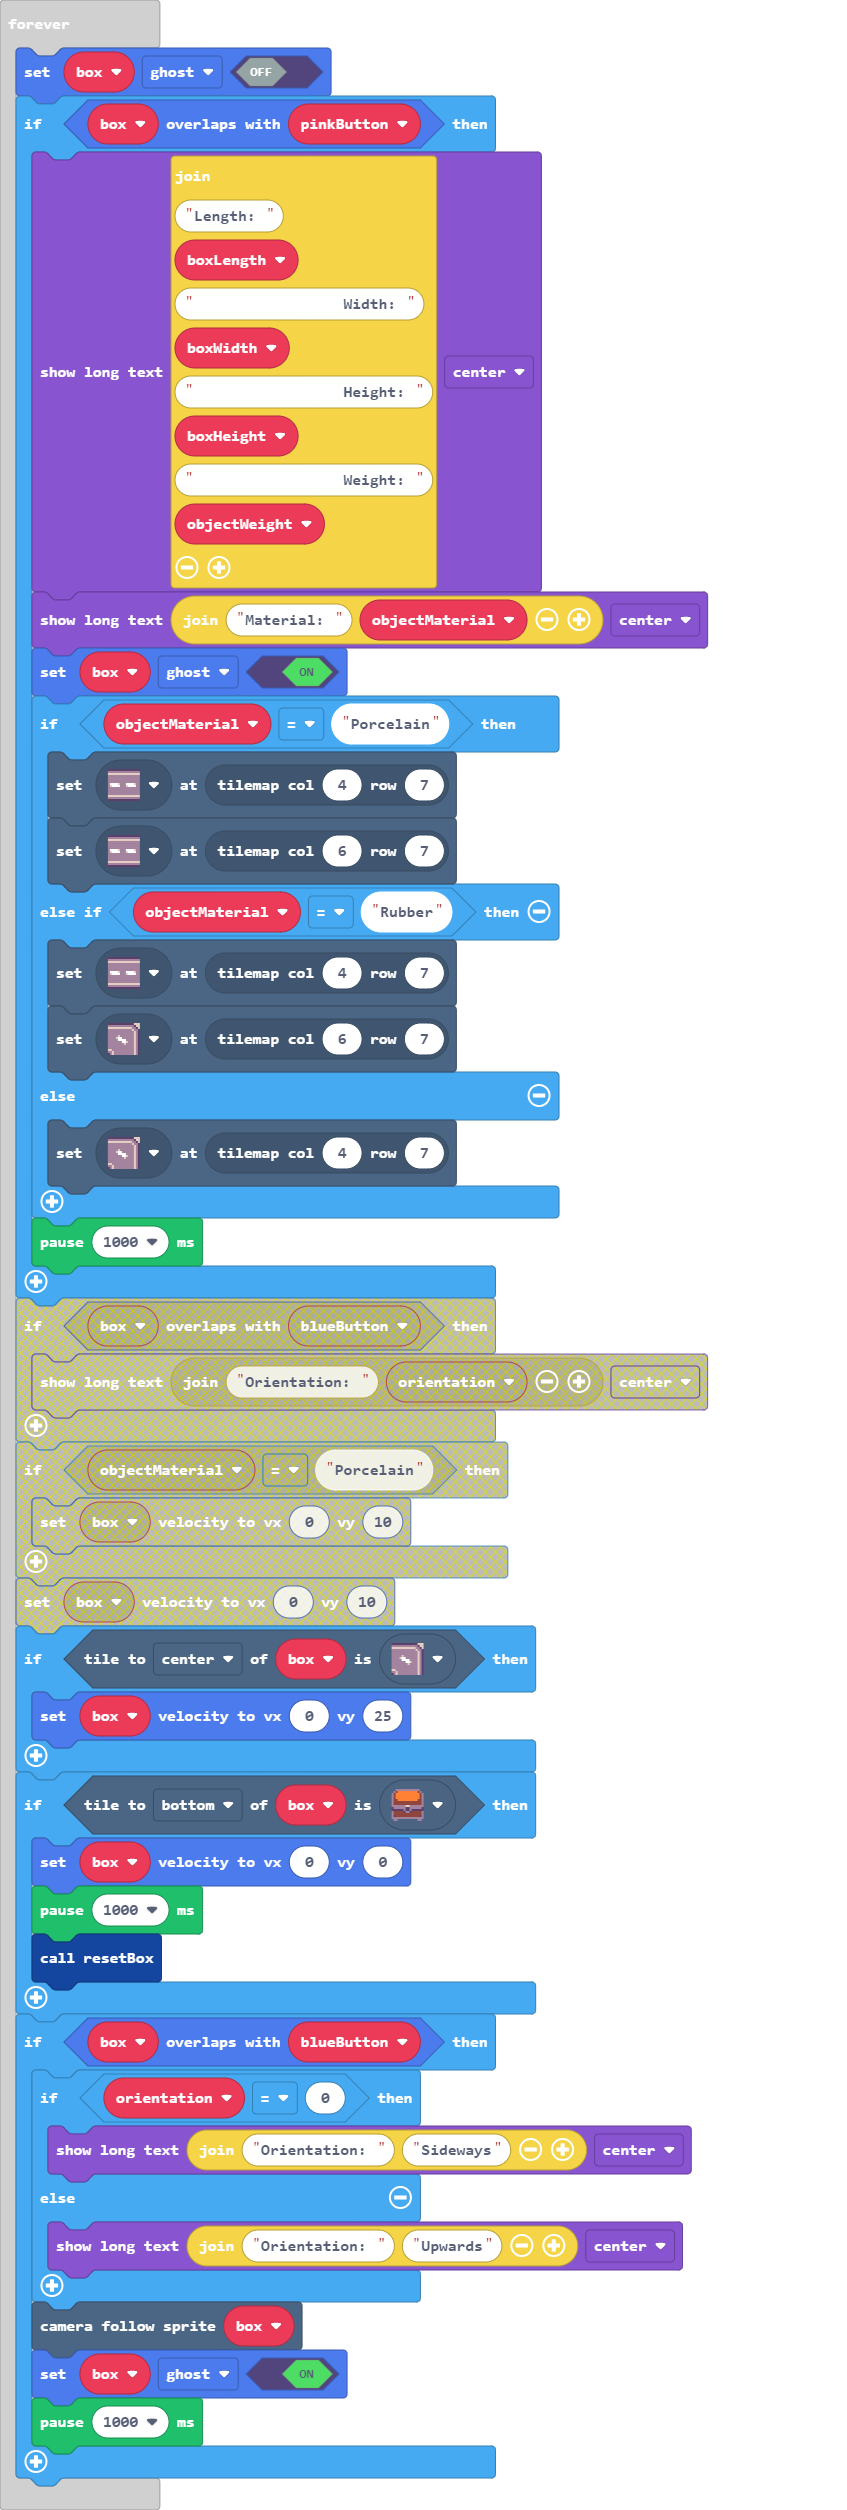 forever
set box ghost OFF
if box overlaps with pinkButton then
join
"Length: "
boxLength
" Width: "
boxWidth
show long text center
" Height: "
boxHeight
" Weight: "
objectWeight
show long text join "Material: " objectMaterial center
set box ghost ON
if objectMaterial = "Porcelain" then
set at tilemap col 4 row 7
set at tilemap col 6 row 7
else if objectMaterial = "Rubber" then
set at tilemap col 4 row 7
set at tilemap col 6 row 7
else
set at tilemap col 4 row 7
pause 1000 ms
if box overlaps with blueButton then
show long text join "Orientation: " orientation center
if objectMaterial = "Porcelain" then
set box velocity to vx 0 vy 10
set box velocity to vx 0 vy 10
if tile to center of box is then
set box velocity to vx 0 vy 25
if tile to bottom of box is then
set box velocity to vx 0 vy 0
pause 1000 ms
call resetBox
if box overlaps with blueButton then
if orientation = 0 then
show long text join "Orientation: " "Sideways" center
else
show long text join "Orientation: " "Upwards" center
camera follow sprite box
set box ghost ON
pause 1000 ms